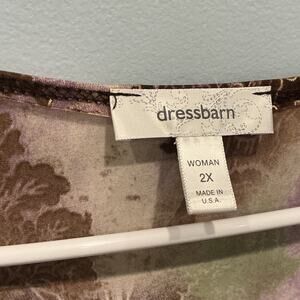 dressbarn
WOMAN
2X
MADE IN
U.S.A.